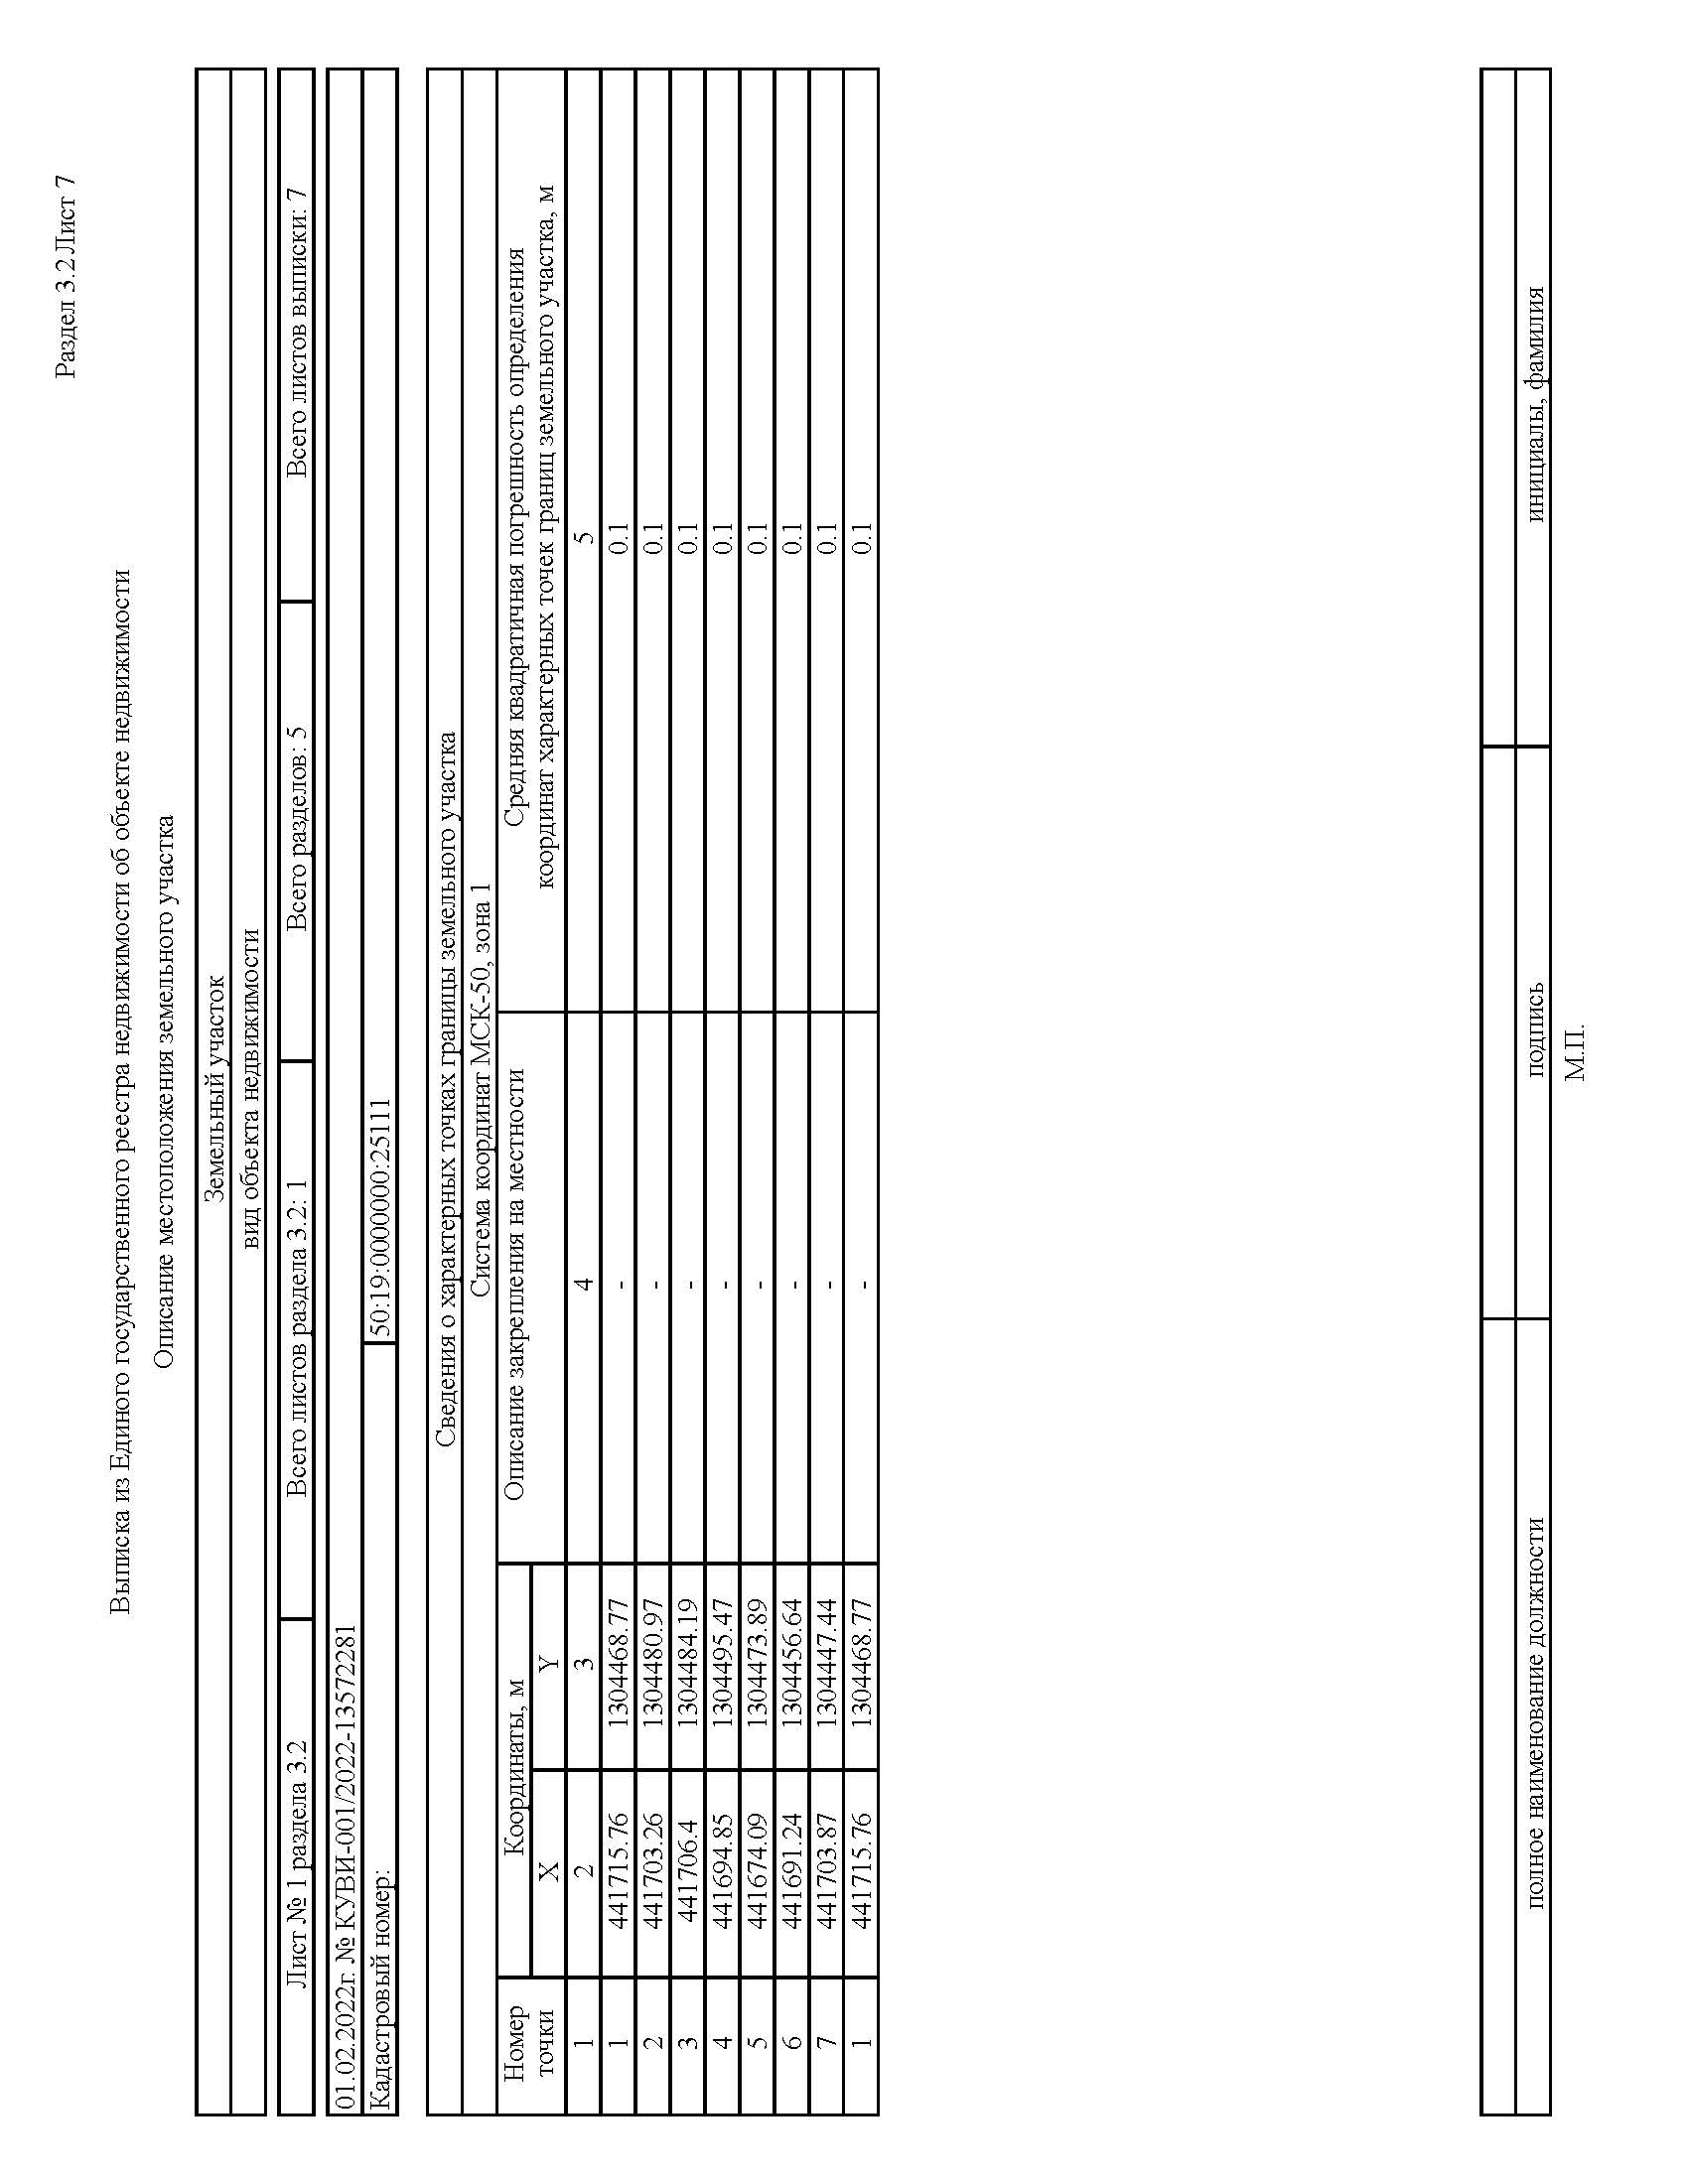 Раздел 3.2 Лист 7
Выписка из Единого государственного реестра недвижимости об объекте недвижимости
Описание местоположения земельного участка
Земельный участок
вид объекта недвижимости
Лист № 1 раздела 3.2 Всего листов раздела 3.2: 1 Всего разделов: 5 Всего листов выписки: 7
01.02.2022г. № КУВИ-001/2022-13572281
Кадастровый номер: 50:19:0000000:25111
Сведения о характерных точках границы земельного участка
Система координат МСК-50, зона 1
Номер точки Координаты, м Описание закрепления на местности Средняя квадратичная погрешность определения
координат характерных точек границ земельного участка, м
X Y
1 2 3 4 5
1 441715.76 1304468.77 - 0.1
2 441703.26 1304480.97 - 0.1
3 441706.4 1304484.19 - 0.1
4 441694.85 1304495.47 - 0.1
5 441674.09 1304473.89 - 0.1
6 441691.24 1304456.64 - 0.1
7 441703.87 1304447.44 - 0.1
1 441715.76 1304468.77 - 0.1
полное наименование должности подпись инициалы, фамилия
М.П.